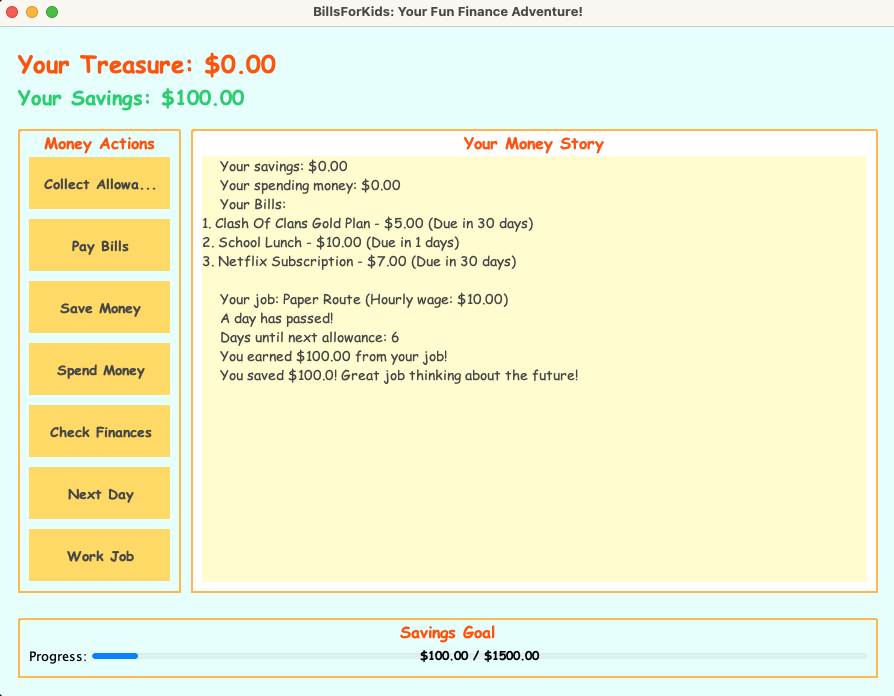 BillsForKids: Your Fun Finance Adventure!
Your Treasure: $0.00
Your Savings: $100.00
Money Actions
Collect Allowa...
Pay Bills
Save Money
Spend Money
Check Finances
Next Day
Work Job
Your Money Story
Your savings: $0.00
Your spending money: $0.00
Your Bills:
1. Clash Of Clans Gold Plan - $5.00 (Due in 30 days)
2. School Lunch - $10.00 (Due in 1 days)
3. Netflix Subscription - $7.00 (Due in 30 days)
Your job: Paper Route (Hourly wage: $10.00)
A day has passed!
Days until next allowance: 6
You earned $100.00 from your job!
You saved $100.0! Great job thinking about the future!
Savings Goal
Progress: $100.00 / $1500.00